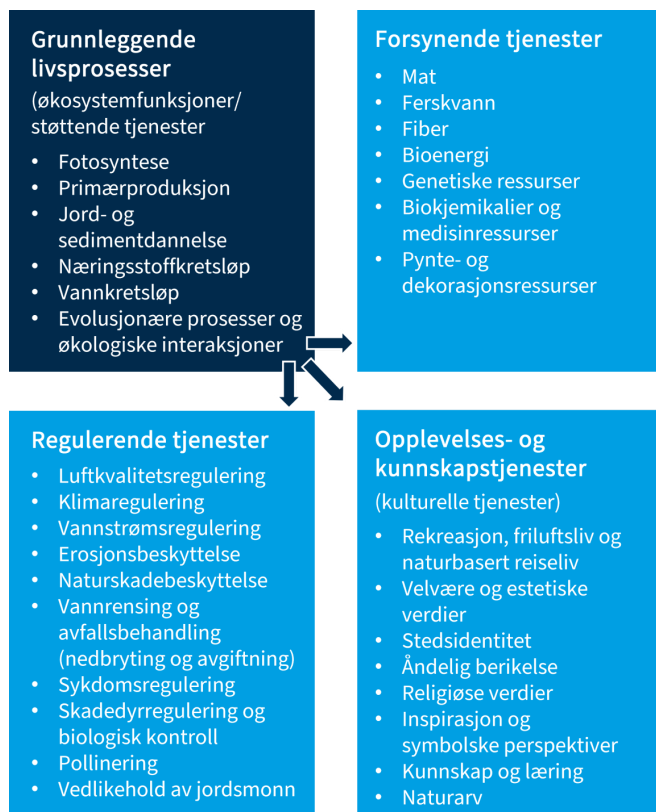 Grunnleggende
livsprosesser
(økosystemfunksjoner/
støttende tjenester
• Fotosyntese
• Primærproduksjon
• Jord- og
sedimentdannelse
• Næringsstoffkretsløp
• Vannkretsløp
• Evolusjonære prosesser og
økologiske interaksjoner
Forsynende tjenester
• Mat
• Ferskvann
• Fiber
• Bioenergi
• Genetiske ressurser
• Biokjemikalier og
medisinressurser
• Pynte- og
dekorasjonsressurser
Regulerende tjenester
• Luftkvalitetsregulering
• Klimaregulering
• Vannstrømsregulering
• Erosjonsbeskyttelse
• Naturskadebeskyttelse
• Vannrensing og
avfallsbehandling
(nedbryting og avgiftning)
• Sykdomsregulering
• Skadedyrregulering og
biologisk kontroll
• Pollinering
• Vedlikehold av jordsmonn
Opplevelses- og
kunnskapstjenester
(kulturelle tjenester)
• Rekreasjon, friluftsliv og
naturbasert reiseliv
• Velvære og estetiske
verdier
• Stedsidentitet
• Åndelig berikelse
• Religiøse verdier
• Inspirasjon og
symbolske perspektiver
• Kunnskap og læring
• Naturarv